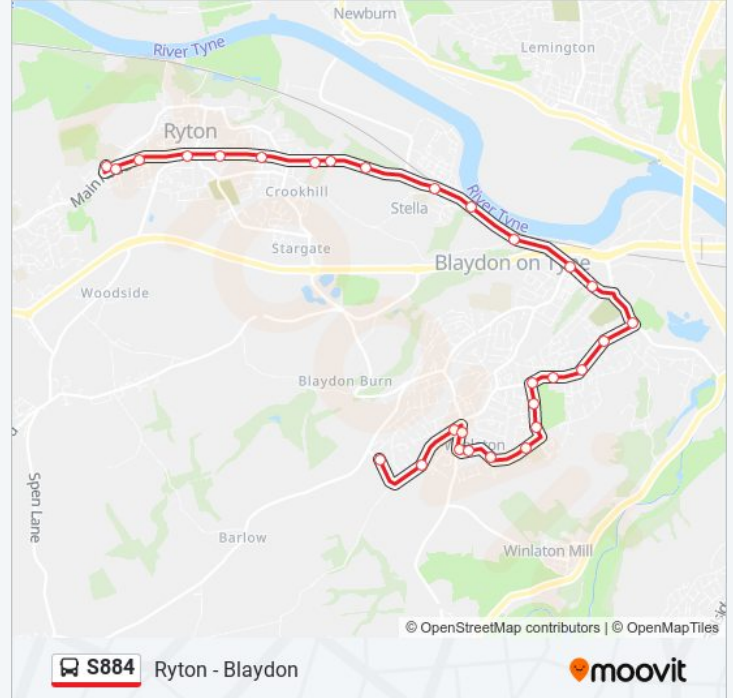 Newburn
Lemington
River Tyne
Ryton
Main
Crookhill
River Tyne
Stella
Stargate
Blaydon on Tyne
Woodside
Blaydon Burn
Spen Lane
Barlow
Winlaton Mill
© OpenStreetMap contributors | © OpenMapTiles
S884 Ryton - Blaydon
moovit